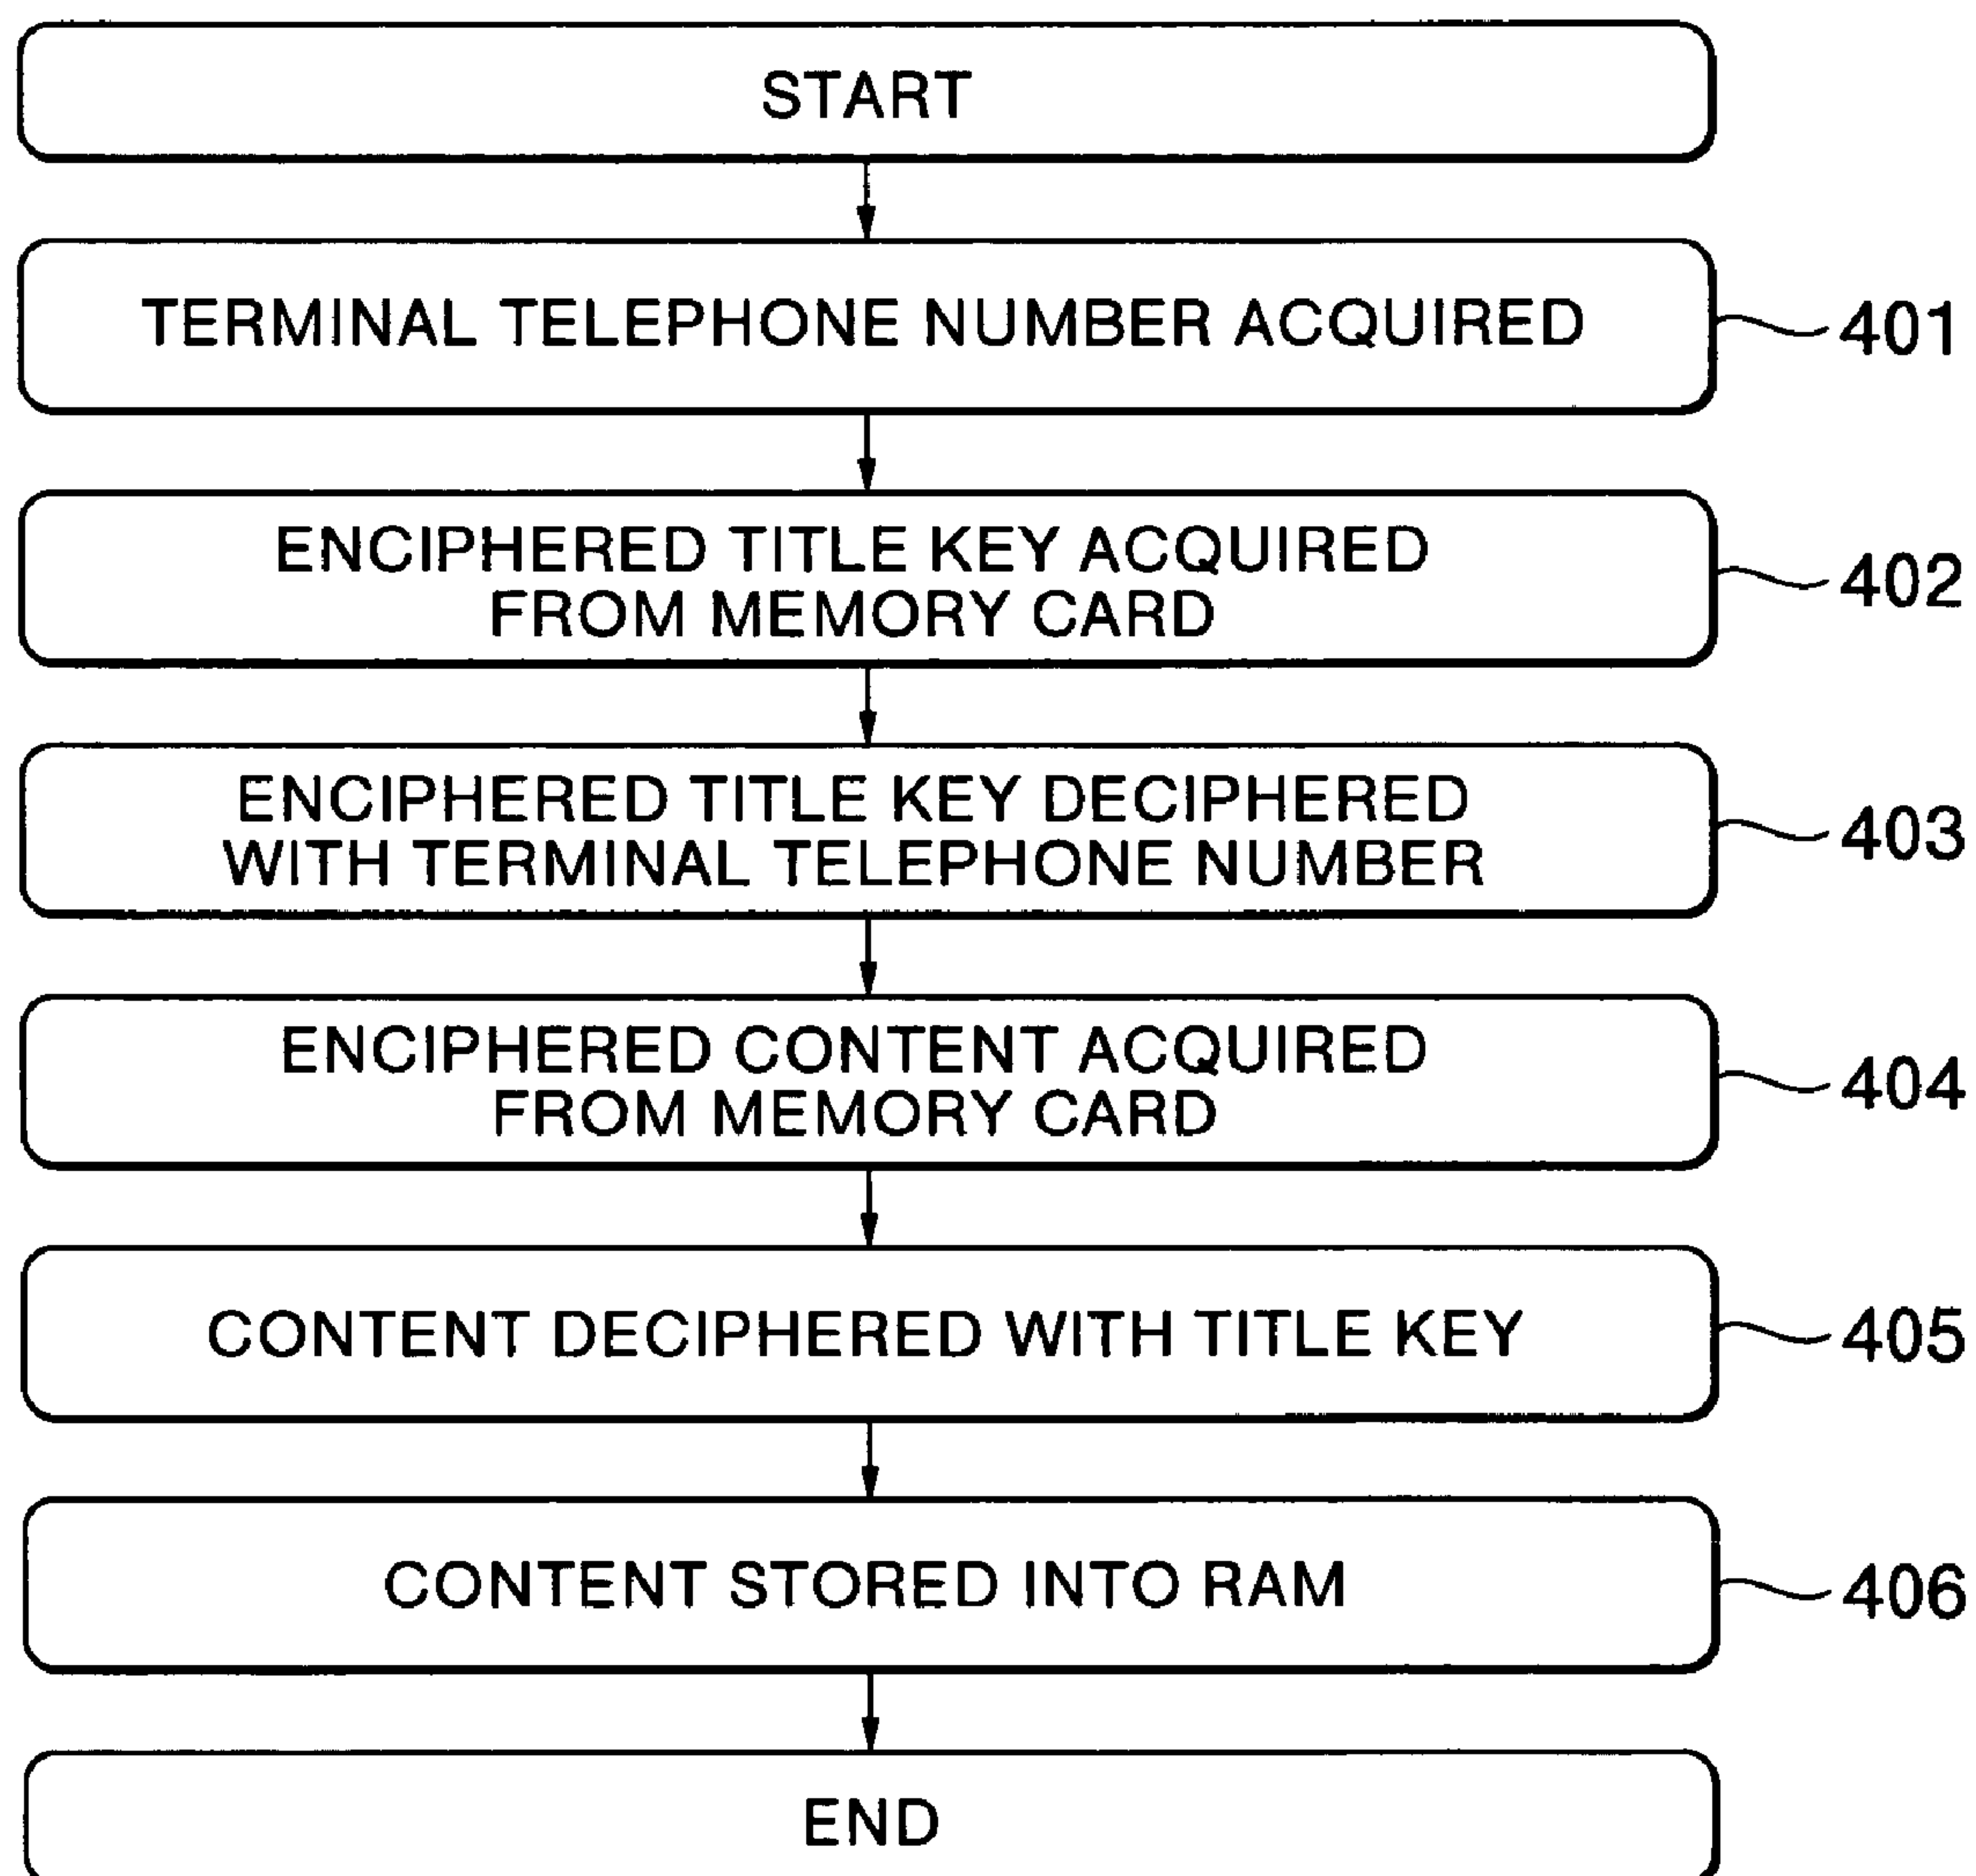 START
TERMINAL TELEPHONE NUMBER ACQUIRED
401
ENCIPHERED TITLE KEY ACQUIRED
FROM MEMORY CARD
402
ENCIPHERED TITLE KEY DECIPHERED
WITH TERMINAL TELEPHONE NUMBER
403
ENCIPHERED CONTENT ACQUIRED
FROM MEMORY CARD
404
CONTENT DECIPHERED WITH TITLE KEY
405
CONTENT STORED INTO RAM
406
END